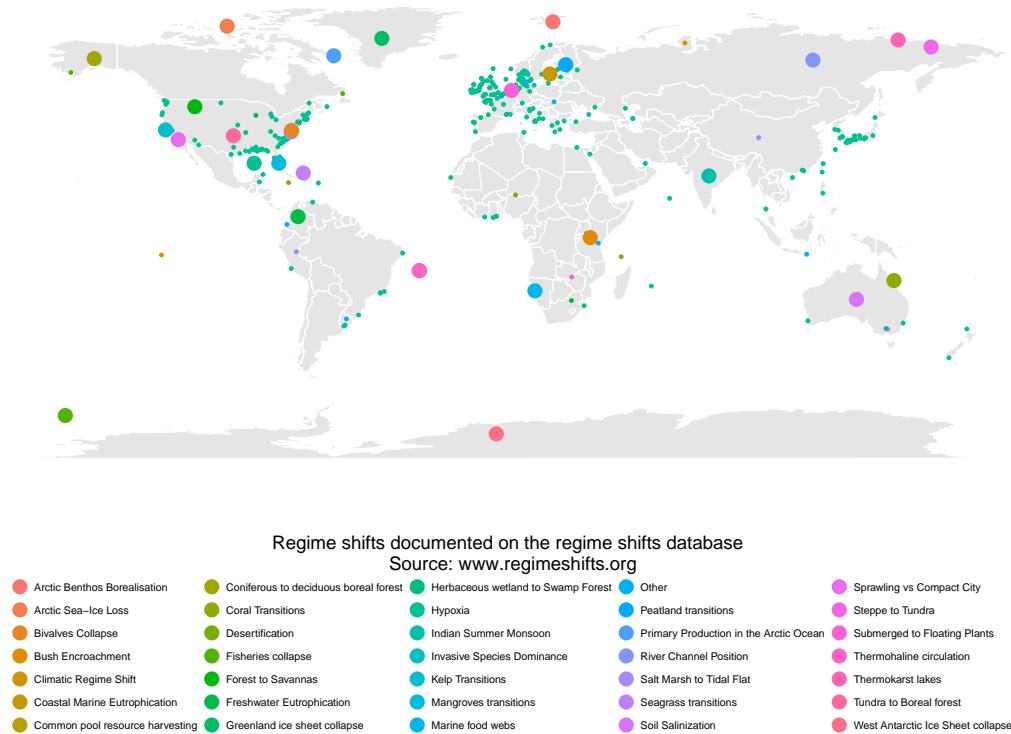 Regime shifts documented on the regime shifts database
Source: www.regimeshifts.org
Arctic Benthos Borealisation
Arctic Sea−Ice Loss
Bivalves Collapse
Bush Encroachment
Climatic Regime Shift
Coastal Marine Eutrophication
Common pool resource harvesting
Coniferous to deciduous boreal forest
Coral Transitions
Desertification
Fisheries collapse
Forest to Savannas
Freshwater Eutrophication
Greenland ice sheet collapse
Herbaceous wetland to Swamp Forest
Hypoxia
Indian Summer Monsoon
Invasive Species Dominance
Kelp Transitions
Mangroves transitions
Marine food webs
Other
Peatland transitions
Primary Production in the Arctic Ocean
River Channel Position
Salt Marsh to Tidal Flat
Seagrass transitions
Soil Salinization
Sprawling vs Compact City
Steppe to Tundra
Submerged to Floating Plants
Thermohaline circulation
Thermokarst lakes
Tundra to Boreal forest
West Antarctic Ice Sheet collapse